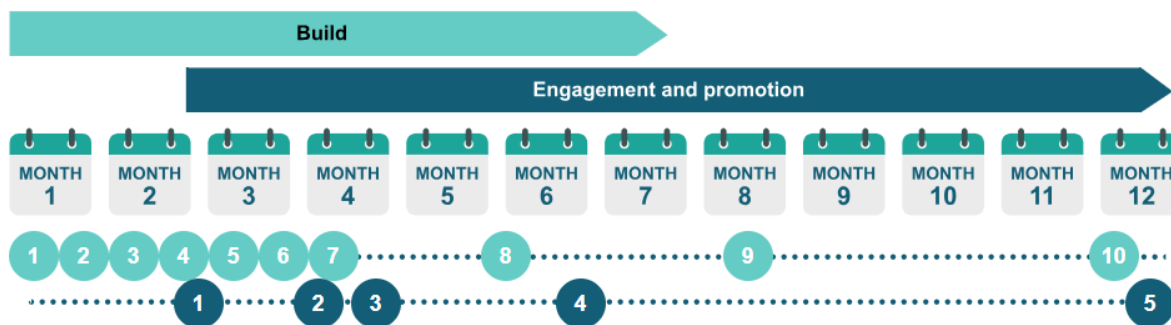 Build
Engagement and promotion
MONTH MONTH MONTH MONTH MONTH MONTH MONTH MONTH MONTH MONTH MONTH MONTH
1 2 3 4 5 6 7 8 9 10 11 12
1 2 3 4 5 6 7 8 9 10
1 2 3 4 5